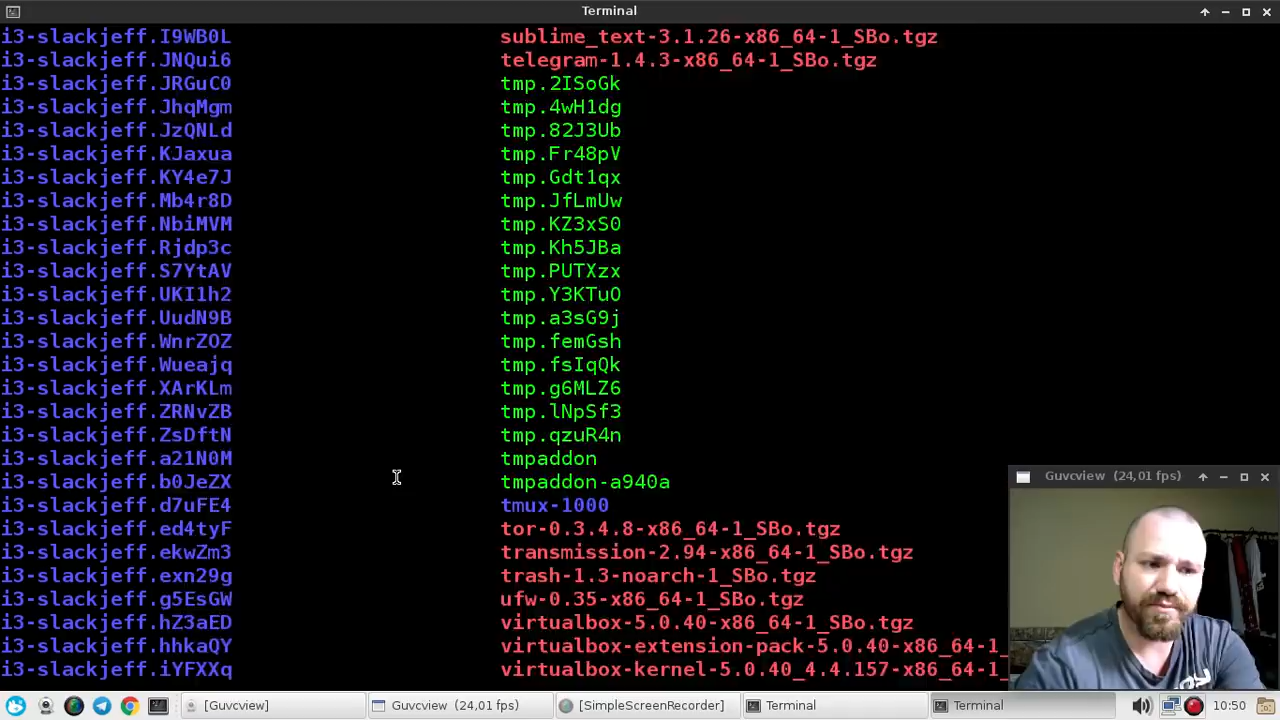 Terminal
i3-slackjeff.I9WB0L
i3-slackjeff.JNQui6
i3-slackjeff.JRGuC0
i3-slackjeff.JhqMgm
i3-slackjeff.JzQNLd
i3-slackjeff.KJaxua
i3-slackjeff.KY4e7J
i3-slackjeff.Mb4r8D
i3-slackjeff.NbiMVM
i3-slackjeff.Rjdp3c
i3-slackjeff.S7YtAV
i3-slackjeff.UKI1h2
i3-slackjeff.UudN9B
i3-slackjeff.WnrZOZ
i3-slackjeff.Wueajq
i3-slackjeff.XArKLm
i3-slackjeff.ZRNvZB
i3-slackjeff.ZsDftN
i3-slackjeff.a21N0M
i3-slackjeff.b0JeZX
i3-slackjeff.d7uFE4
i3-slackjeff.ed4tyF
i3-slackjeff.ekwZm3
i3-slackjeff.exn29g
i3-slackjeff.g5EsGW
i3-slackjeff.hZ3aED
i3-slackjeff.hhkaQY
i3-slackjeff.iYFXXq
sublime_text-3.1.26-x86_64-1_SBo.tgz
telegram-1.4.3-x86_64-1_SBo.tgz
tmp.2ISoGk
tmp.4wH1dg
tmp.82J3Ub
tmp.Fr48pV
tmp.Gdt1qx
tmp.JfLmUw
tmp.KZ3xS0
tmp.Kh5JBa
tmp.PUTXzx
tmp.Y3KTuO
tmp.a3sG9j
tmp.femGsh
tmp.fsIqQk
tmp.g6MLZ6
tmp.lNpSf3
tmp.qzuR4n
tmpaddon
tmpaddon-a940a
tmux-1000
tor-0.3.4.8-x86_64-1_SBo.tgz
transmission-2.94-x86_64-1_SBo.tgz
trash-1.3-noarch-1_SBo.tgz
ufw-0.35-x86_64-1_SBo.tgz
virtualbox-5.0.40-x86_64-1_SBo.tgz
virtualbox-extension-pack-5.0.40-x86_64-1_
virtualbox-kernel-5.0.40_4.4.157-x86_64-1_
Guvcview (24,01 fps)
[Guvcview]
Guvcview (24,01 fps)
[SimpleScreenRecorder]
Terminal
Terminal
10:50